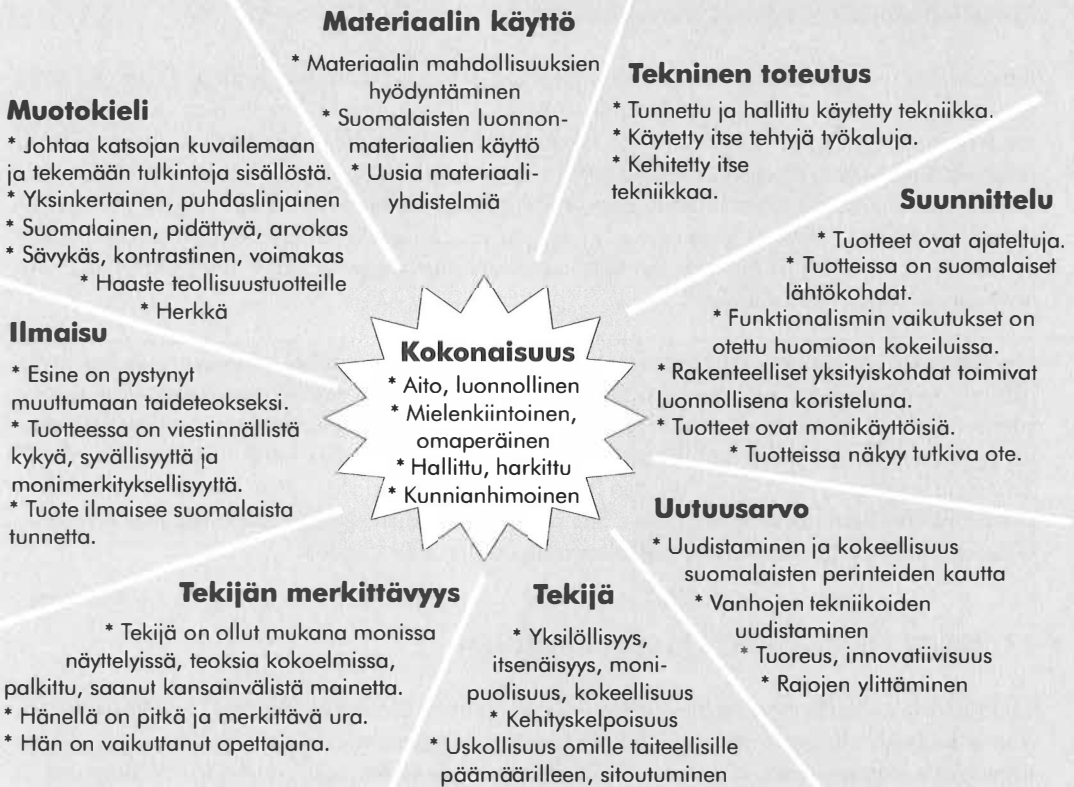 Materiaalin käyttö
* Materiaalin mahdollisuuksien
hyödyntäminen
* Suomalaisten luonnon-
materiaalien käyttö
* Uusia materiaali-
yhdistelmiä
Tekninen toteutus
* Tunnettu ja hallittu käytetty tekniikka.
* Käytetty itse tehtyjä työkaluja.
* Kehitetty itse
tekniikkaa.
Muotokieli
* Johtaa katsojan kuvailemaan
ja tekemään tulkintoja sisällöstä.
* Yksinkertainen, puhdaslinjainen
* Suomalainen, pidättyvä, arvokas
* Sävykäs, kontrastinen, voimakas
* Haaste teollisuustuotteille
* Herkkä
Suunnittelu
* Tuotteet ovat ajateltuja.
* Tuotteissa on suomalaiset
lähtökohdat.
* Funktionalismin vaikutukset on
otettu huomioon kokeiluissa.
* Rakenteelliset yksityiskohdat toimivat
luonnollisena koristeluna.
* Tuotteet ovat monikäyttöisiä.
* Tuotteissa näkyy tutkiva ote.
Ilmaisu
* Esine on pystynyt
muuttumaan taideteokseksi.
* Tuotteessa on viestinnällistä
kykyä, syvällisyyttä ja
monimerkityksellisyyttä.
* Tuote ilmaisee suomalaista
tunnetta.
Kokonaisuus
* Aito, luonnollinen
* Mielenkiintoinen,
omaperäinen
* Hallittu, harkittu
* Kunnianhimoinen
Uutuusarvo
* Uudistaminen ja kokeellisuus
suomalaisten perinteiden kautta
* Vanhojen tekniikoiden
uudistaminen
* Tuoreus, innovatiivisuus
* Rajojen ylittäminen
Tekijän merkittävyys
* Tekijä on ollut mukana monissa
näyttelyissä, teoksia kokoelmissa,
palkittu, saanut kansainvälistä mainetta.
* Hänellä on pitkä ja merkittävä ura.
* Hän on vaikuttanut opettajana.
Tekijä
* Yksilöllisyys,
itsenäisyys, moni-
puolisuus, kokeellisuus
* Kehityskelpoisuus
* Uskollisuus omille taiteellisille
päämäärilleen, sitoutuminen